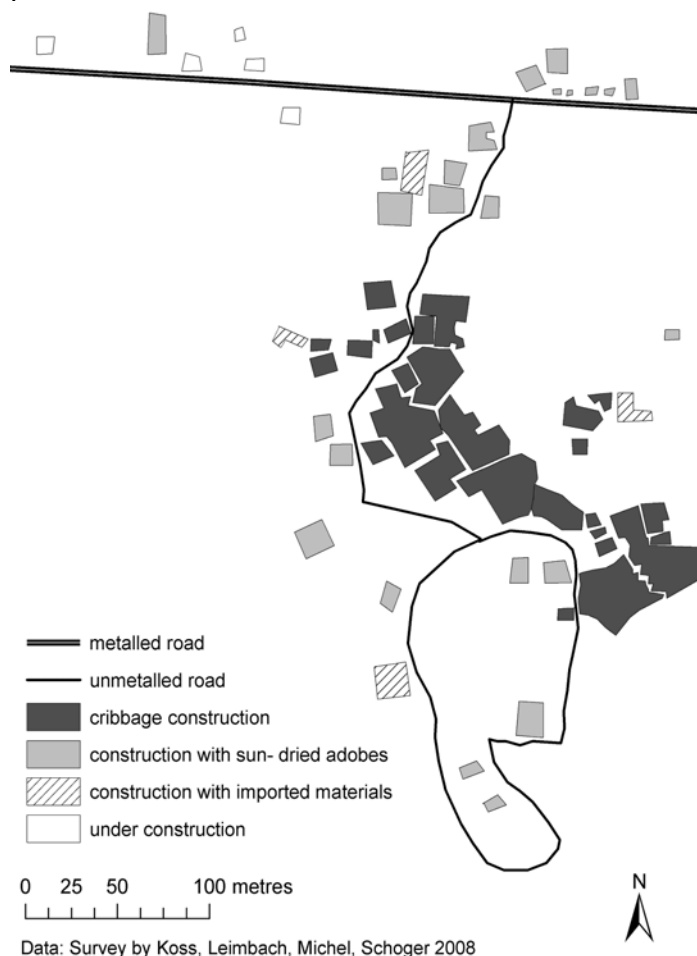 metalled road
unmetalled road
cribbage construction
construction with sun- dried adobes
construction with imported materials
under construction
0 25 50 100 metres
N
Data: Survey by Koss, Leimbach, Michel, Schoger 2008